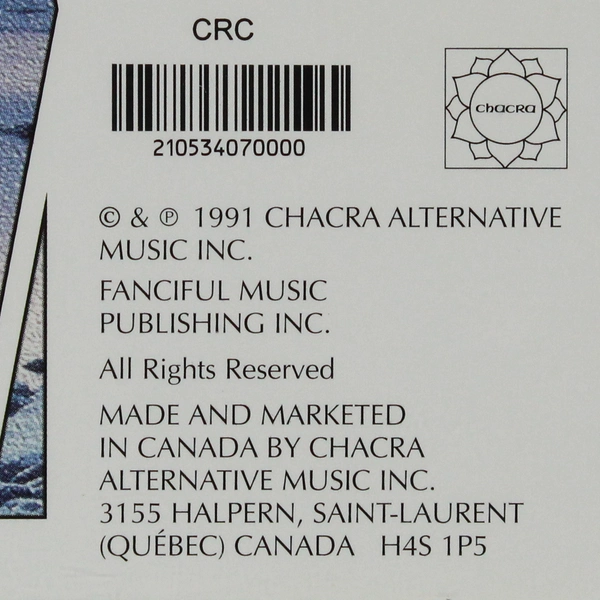 CRC
210534070000
chacra
© & ℗ 1991 CHACRA ALTERNATIVE
MUSIC INC.
FANCIFUL MUSIC
PUBLISHING INC.
All Rights Reserved
MADE AND MARKETED
IN CANADA BY CHACRA
ALTERNATIVE MUSIC INC.
3155 HALPERN, SAINT-LAURENT
(QUÉBEC) CANADA H4S 1P5